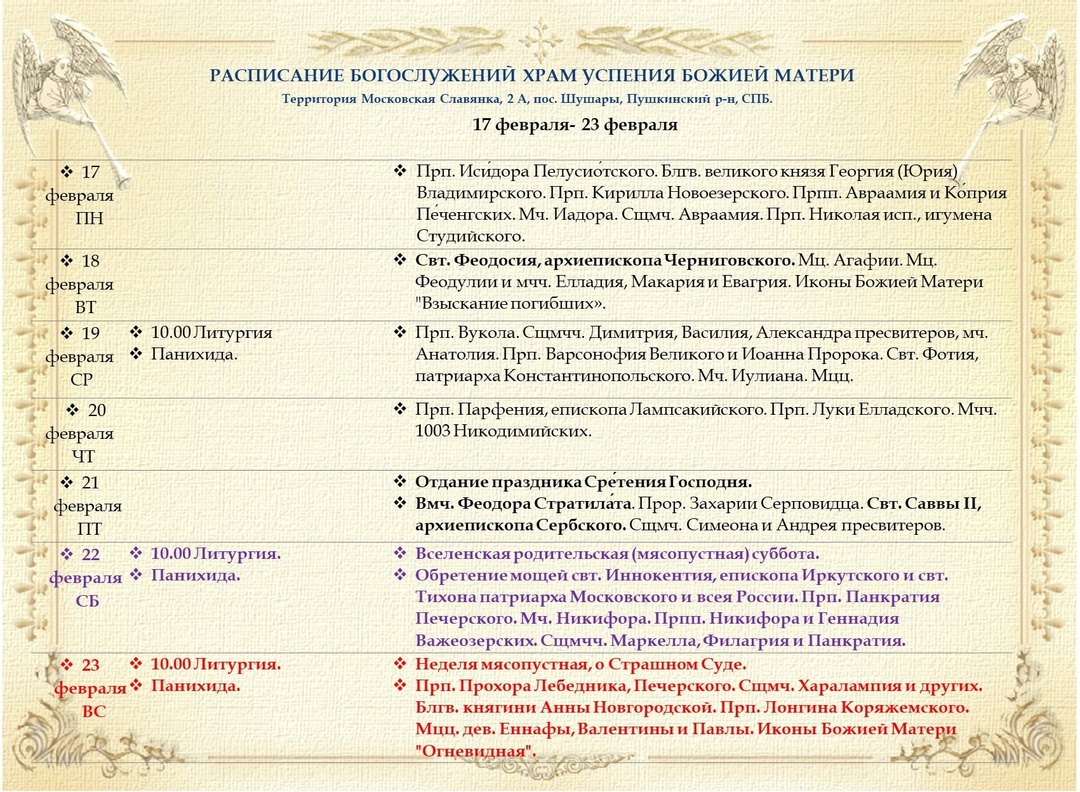 РАСПИСАНИЕ БОГОСЛУЖЕНИЙ ХРАМ УСПЕНИЯ БОЖИЕЙ МАТЕРИ
Территория Московская Славянка, 2 А, пос. Шушары, Пушкинский р-н, СПБ.
17 февраля- 23 февраля
❖ 17
февраля
ПН
❖ Прп. Иси́дора Пелусио́тского. Блгв. великого князя Георгия (Юрия)
Владимирского. Прп. Кирилла Новоезерского. Прпп. Авраамия и Ко́прия
Пе́ченгских. Мч. Иадора. Сщмч. Авраамия. Прп. Николая исп., игумена
Студийского.
❖ 18
февраля
ВТ
❖ Свт. Феодосия, архиепископа Черниговского. Мц. Агафии. Мц.
Феодулии и мчч. Елладия, Макария и Евагрия. Иконы Божией Матери
"Взыскание погибших».
❖ 19
февраля
СР
❖ 10.00 Литургия
❖ Панихида.
❖ Прп. Вукола. Сщмчч. Димитрия, Василия, Александра пресвитеров, мч.
Анатолия. Прп. Варсонофия Великого и Иоанна Пророка. Свт. Фотия,
патриарха Константинопольского. Мч. Иулиана. Мцц.
❖ 20
февраля
ЧТ
❖ Прп. Парфения, епископа Лампсакийского. Прп. Луки Елладского. Мчч.
1003 Никодимийских.
❖ 21
февраля
ПТ
❖ Отдание праздника Сре́тения Господня.
❖ Вмч. Феодора Стратила́та. Прор. Захарии Серповидца. Свт. Саввы II,
архиепископа Сербского. Сщмч. Симеона и Андрея пресвитеров.
❖ 22
февраля
СБ
❖ 10.00 Литургия.
❖ Панихида.
❖ Вселенская родительская (мясопустная) суббота.
❖ Обретение мощей свт. Иннокентия, епископа Иркутского и свт.
Тихона патриарха Московского и всея России. Прп. Панкратия
Печерского. Мч. Никифора. Прпп. Никифора и Геннадия
Важеозерских. Сщмчч. Маркелла, Филагрия и Панкратия.
❖ 23
февраля
ВС
❖ 10.00 Литургия.
❖ Панихида.
❖ Неделя мясопустная, о Страшном Суде.
❖ Прп. Прохора Лебедника, Печерского. Сщмч. Харалампия и других.
Блгв. княгини Анны Новгородской. Прп. Лонгина Коряжемского.
Мцц. дев. Еннафы, Валентины и Павлы. Иконы Божией Матери
"Огневидная".